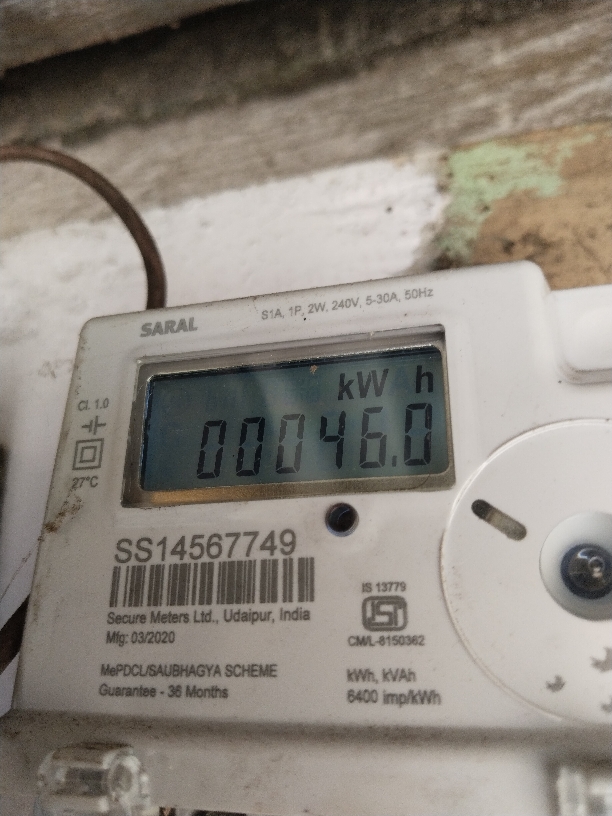 SARAL
S1A, 1P, 2W, 240V, 5-30A, 50Hz
Cl. 1.0
27°C
kW h
000046.0
SS14567749
Secure Meters Ltd., Udaipur, India
Mfg: 03/2020
MePDCL/SAUBHAGYA SCHEME
Guarantee - 36 Months
IS 13779
ISI
CM/L-8150362
kWh, kVAh
6400 imp/kWh